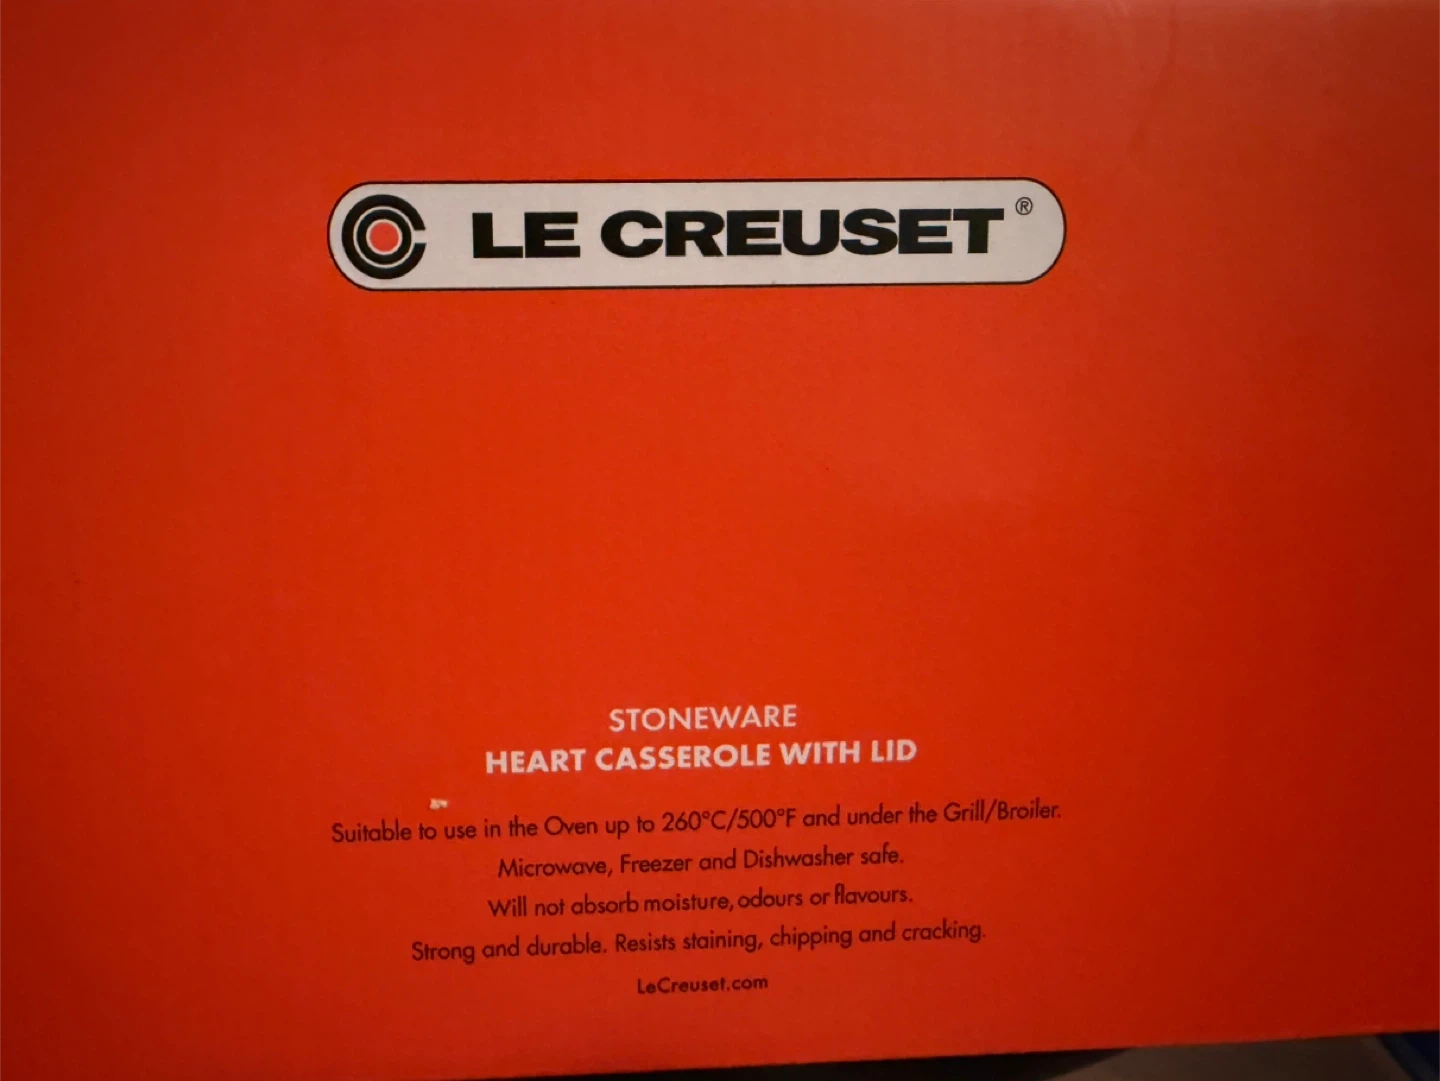 LE CREUSET ®
STONEWARE
HEART CASSEROLE WITH LID
Suitable to use in the Oven up to 260°C/500°F and under the Grill/Broiler.
Microwave, Freezer and Dishwasher safe.
Will not absorb moisture, odours or flavours.
Strong and durable. Resists staining, chipping and cracking.
LeCreuset.com